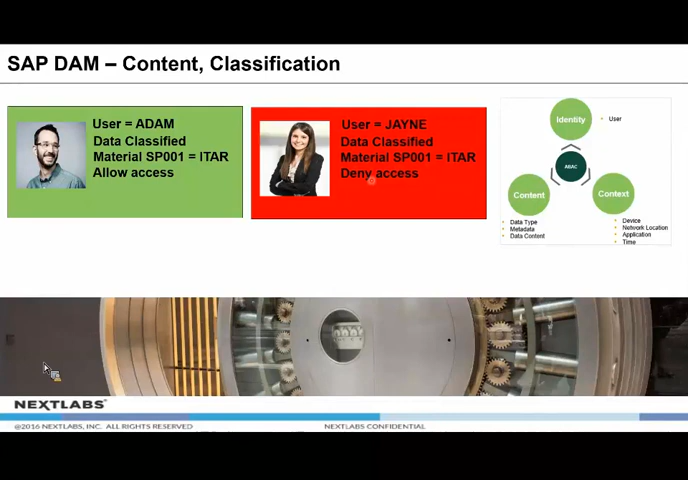 SAP DAM – Content, Classification
User = ADAM
Data Classified
Material SP001 = ITAR
Allow access
User = JAYNE
Data Classified
Material SP001 = ITAR
Deny access
Identity
• User
ABAC
Content
Context
• Data Type
• Metadata
• Data Content
• Device
• Network Location
• Application
• Time
NEXTLABS®
©2016 NEXTLABS, INC. ALL RIGHTS RESERVED
NEXTLABS CONFIDENTIAL